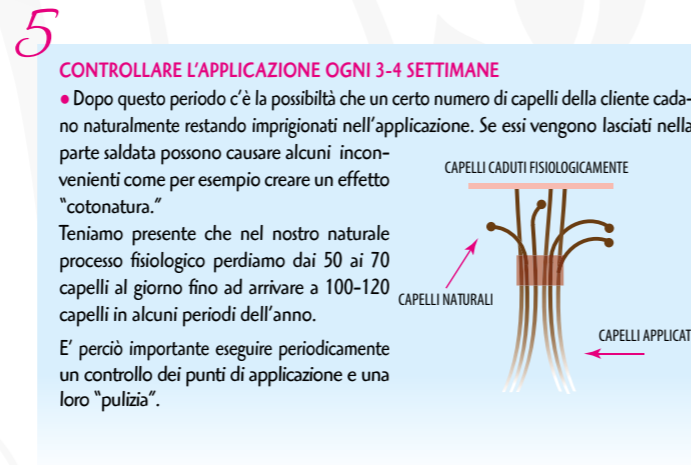 5
CONTROLLARE L'APPLICAZIONE OGNI 3-4 SETTIMANE
• Dopo questo periodo c'è la possibiltà che un certo numero di capelli della cliente cada-
no naturalmente restando imprigionati nell'applicazione. Se essi vengono lasciati nella
parte saldata possono causare alcuni incon-
venienti come per esempio creare un effetto
"cotonatura."
Teniamo presente che nel nostro naturale
processo fisiologico perdiamo dai 50 ai 70
capelli al giorno fino ad arrivare a 100-120
capelli in alcuni periodi dell'anno.
E' perciò importante eseguire periodicamente
un controllo dei punti di applicazione e una
loro "pulizia".
CAPELLI CADUTI FISIOLOGICAMENTE
CAPELLI NATURALI
CAPELLI APPLICAT